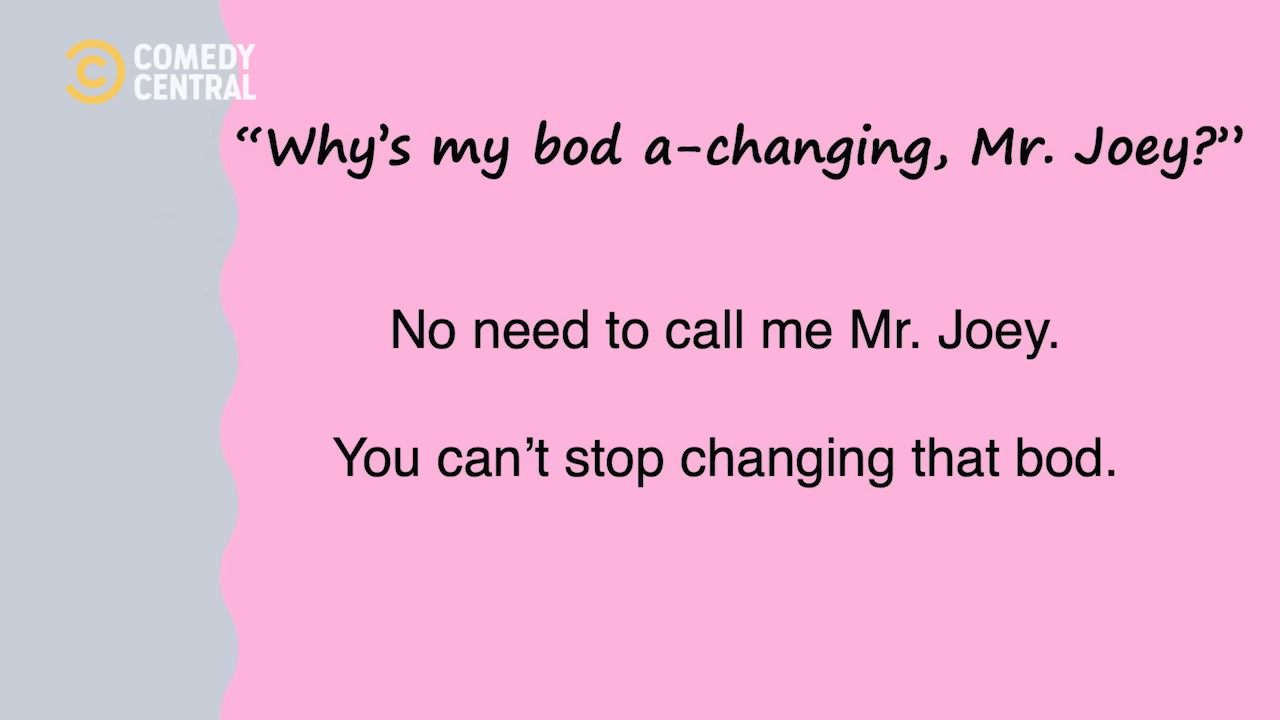 COMEDY
CENTRAL
“Why’s my bod a-changing, Mr. Joey?”
No need to call me Mr. Joey.
You can’t stop changing that bod.